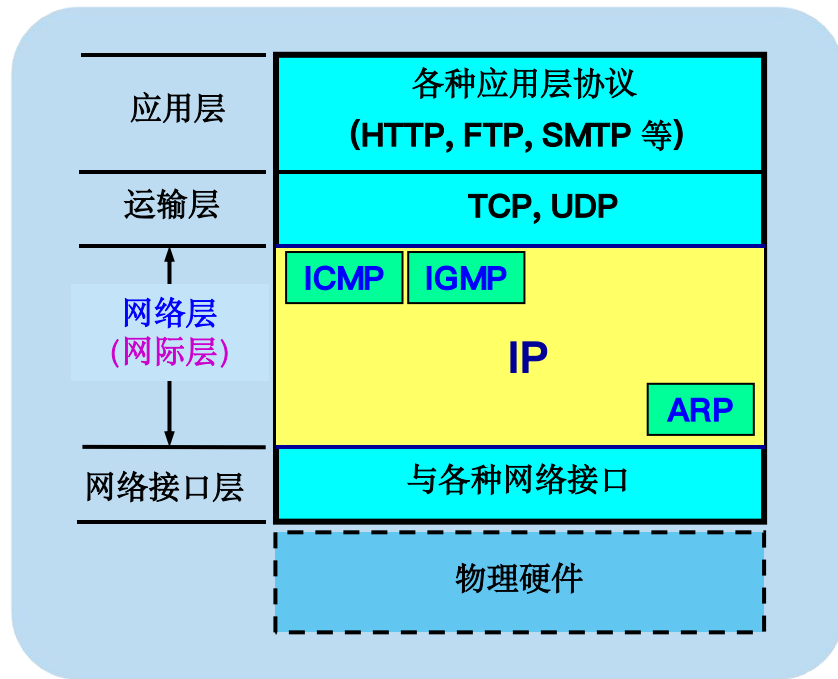 应用层
各种应用层协议
(HTTP, FTP, SMTP 等)
运输层
TCP, UDP
网络层
(网际层)
ICMP
IGMP
IP
ARP
网络接口层
与各种网络接口
物理硬件